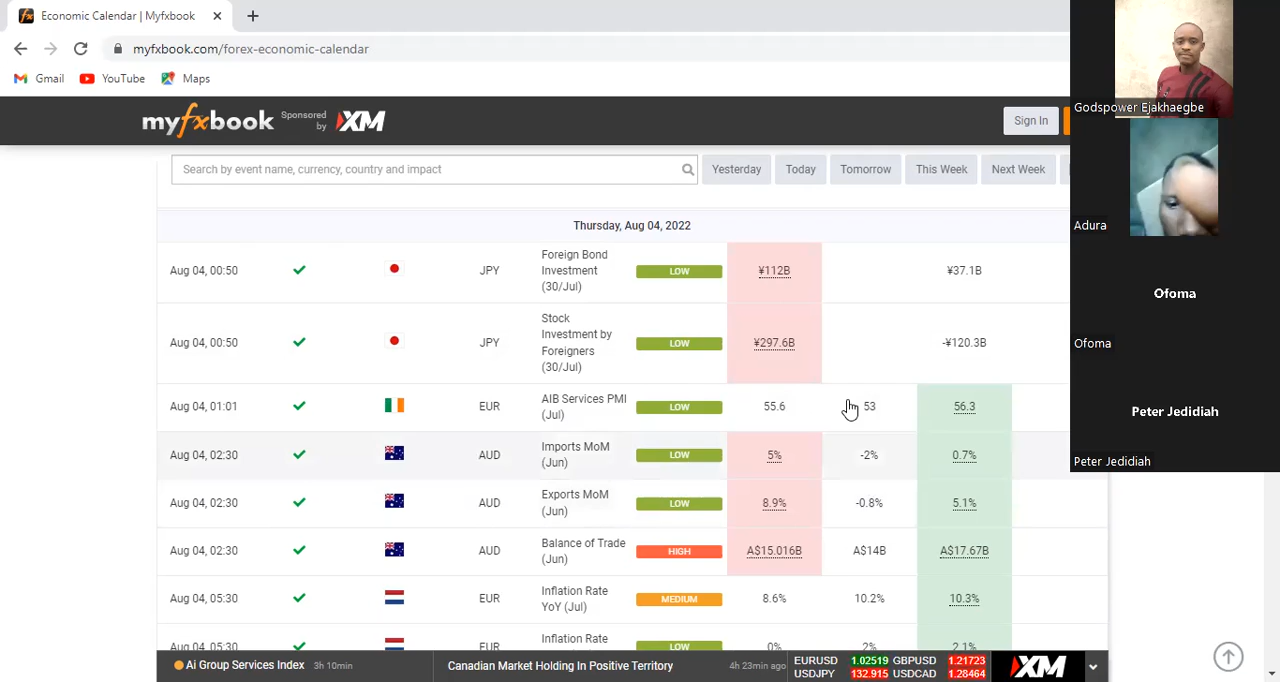 Economic Calendar | Myfxbook
myfxbook.com/forex-economic-calendar
Gmail YouTube Maps
myfxbook Sponsored by XM
Sign In
Search by event name, currency, country and impact
Yesterday Today Tomorrow This Week Next Week
Thursday, Aug 04, 2022
Aug 04, 00:50 JPY Foreign Bond Investment (30/Jul) LOW ¥112B ¥37.1B
Aug 04, 00:50 JPY Stock Investment by Foreigners (30/Jul) LOW ¥297.6B -¥120.3B
Aug 04, 01:01 EUR AIB Services PMI (Jul) LOW 55.6 53 56.3
Aug 04, 02:30 AUD Imports MoM (Jun) LOW 5% -2% 0.7%
Aug 04, 02:30 AUD Exports MoM (Jun) LOW 8.9% -0.8% 5.1%
Aug 04, 02:30 AUD Balance of Trade (Jun) HIGH A$15.016B A$14B A$17.67B
Aug 04, 05:30 EUR Inflation Rate YoY (Jul) MEDIUM 8.6% 10.2% 10.3%
Aug 04, 05:30 EUR Inflation Rate LOW 0% 2% 2.1%
Ai Group Services Index 3h 10min
Canadian Market Holding In Positive Territory 4h 23min ago
EURUSD 1.02519 GBPUSD 1.21723
USDJPY 132.915 USDCAD 1.28464
XM
Godspower Ejakhaegbe
Adura
Ofoma
Ofoma
Peter Jedidiah
Peter Jedidiah